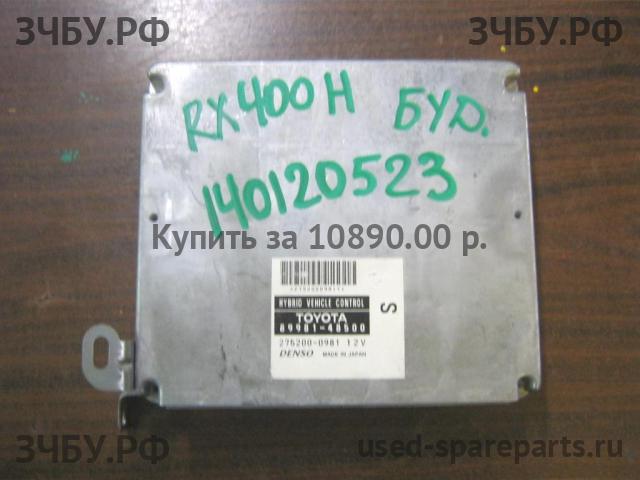 ЗЧБУ.РФ
ЗЧБУ.РФ
RX400H БУД.
140120523
Купить за 10890.00 р.
HYBRID VEHICLE CONTROL
TOYOTA
89981-48500
S
275200-0981 12V
DENSO MADE IN JAPAN
ЗЧБУ.РФ
used-spareparts.ru